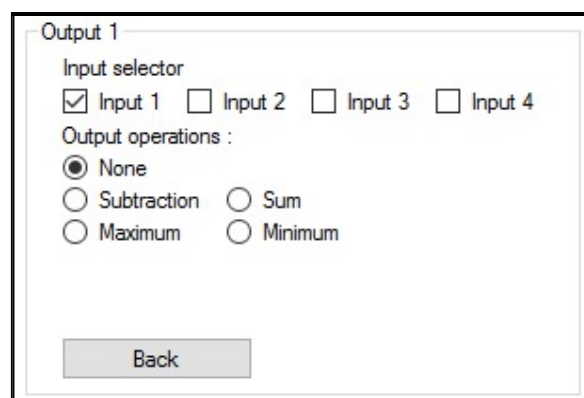 Output 1
Input selector
Input 1 Input 2 Input 3 Input 4
Output operations :
None
Subtraction Sum
Maximum Minimum
Back